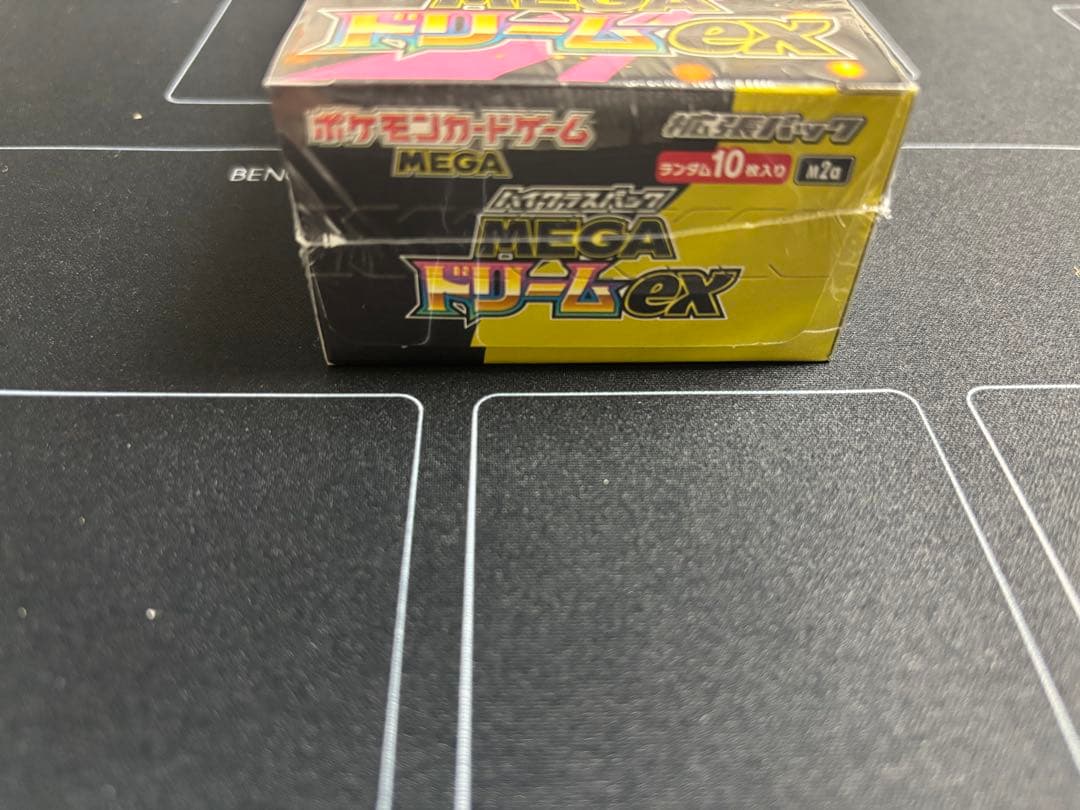 MEGA
ドリームex
ポケモンカードゲーム
MEGA
拡張パック
ランダム10枚入り
M2a
ハイクラスパック
MEGA
ドリームex
BEN